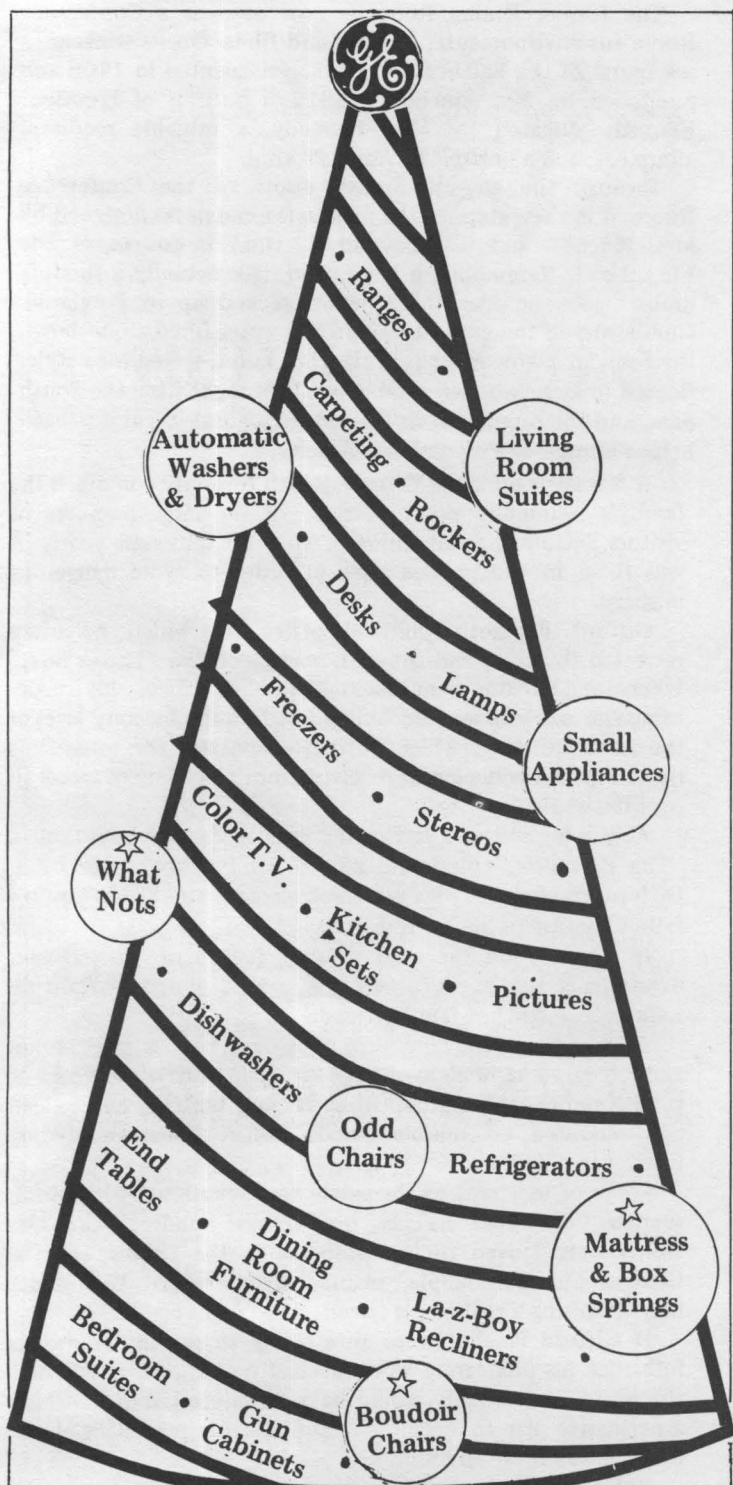 GE
Ranges
Carpeting
Rockers
Automatic
Washers
& Dryers
Living
Room
Suites
Desks
Lamps
Freezers
Stereos
Small
Appliances
Color T.V.
Kitchen
Sets
Pictures
What
Nots
Dishwashers
Odd
Chairs
Refrigerators
End
Tables
Dining
Room
Furniture
La-z-Boy
Recliners
Mattress
& Box
Springs
Bedroom
Suites
Gun
Cabinets
Boudoir
Chairs